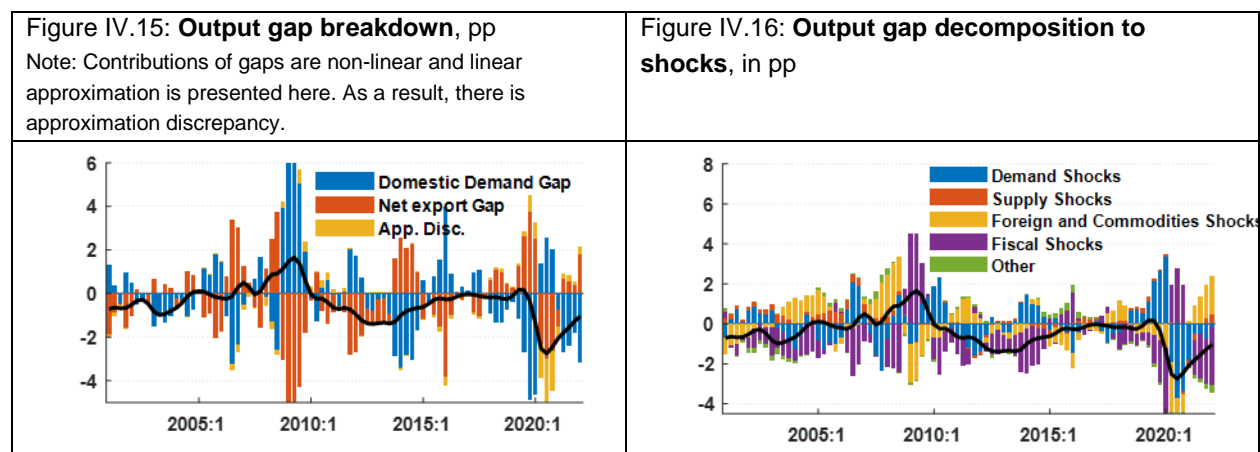 Figure IV.15: Output gap breakdown, pp
Note: Contributions of gaps are non-linear and linear
approximation is presented here. As a result, there is
approximation discrepancy.
Figure IV.16: Output gap decomposition to
shocks, in pp
6
4
2
0
-2
-4
Domestic Demand Gap
Net export Gap
App. Disc.
2005:1 2010:1 2015:1 2020:1
8
6
4
2
0
-2
-4
Demand Shocks
Supply Shocks
Foreign and Commodities Shocks
Fiscal Shocks
Other
2005:1 2010:1 2015:1 2020:1